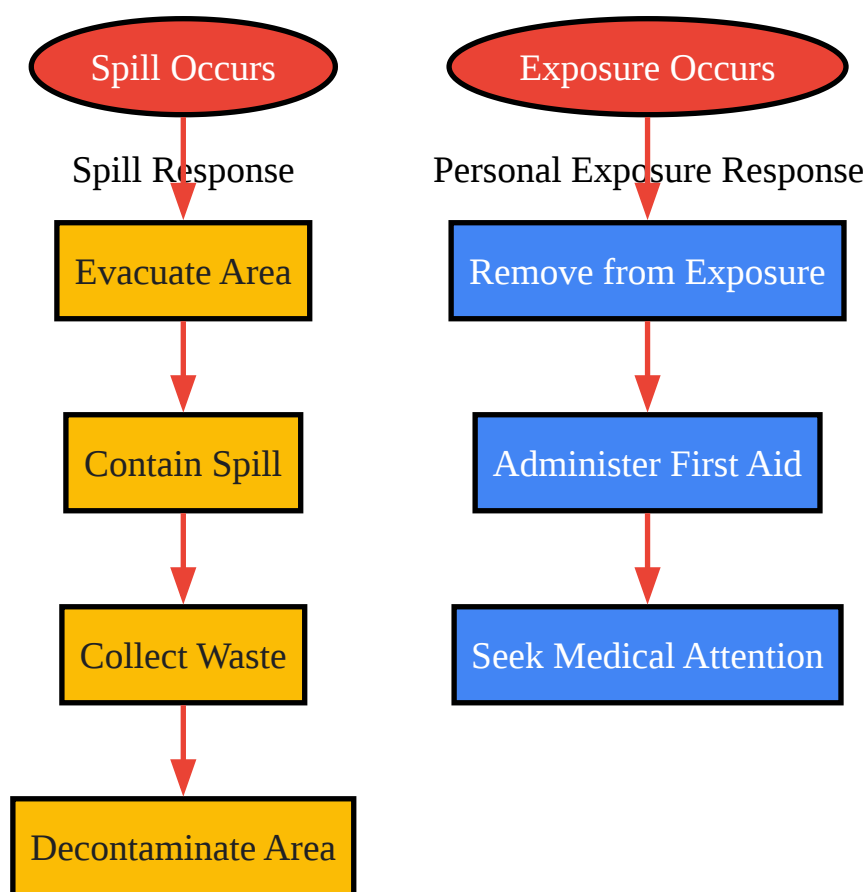 Spill Occurs
Spill Response
Evacuate Area
Contain Spill
Collect Waste
Decontaminate Area
Exposure Occurs
Personal Exposure Response
Remove from Exposure
Administer First Aid
Seek Medical Attention